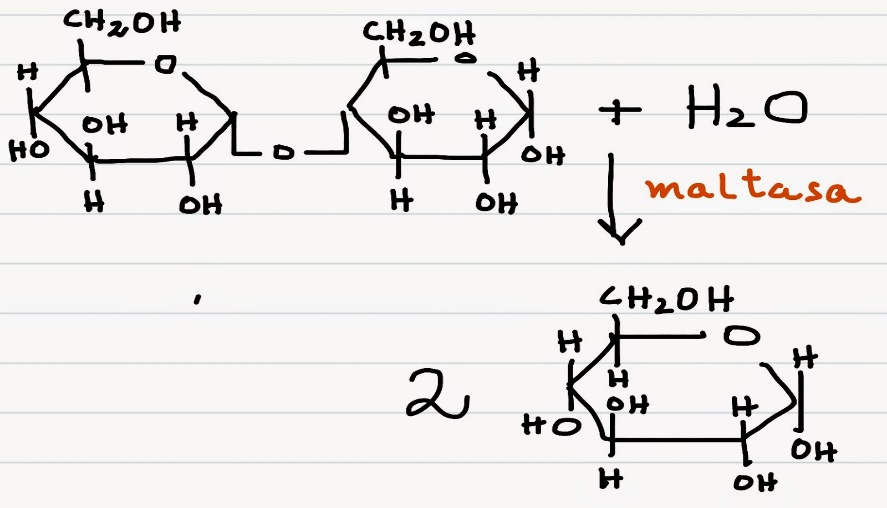 CH2OH CH2OH
H O O H
OH H OH H + H2O
HO O OH
H OH H OH maltasa
CH2OH
H O H
2 H
OH H
HO OH
H OH